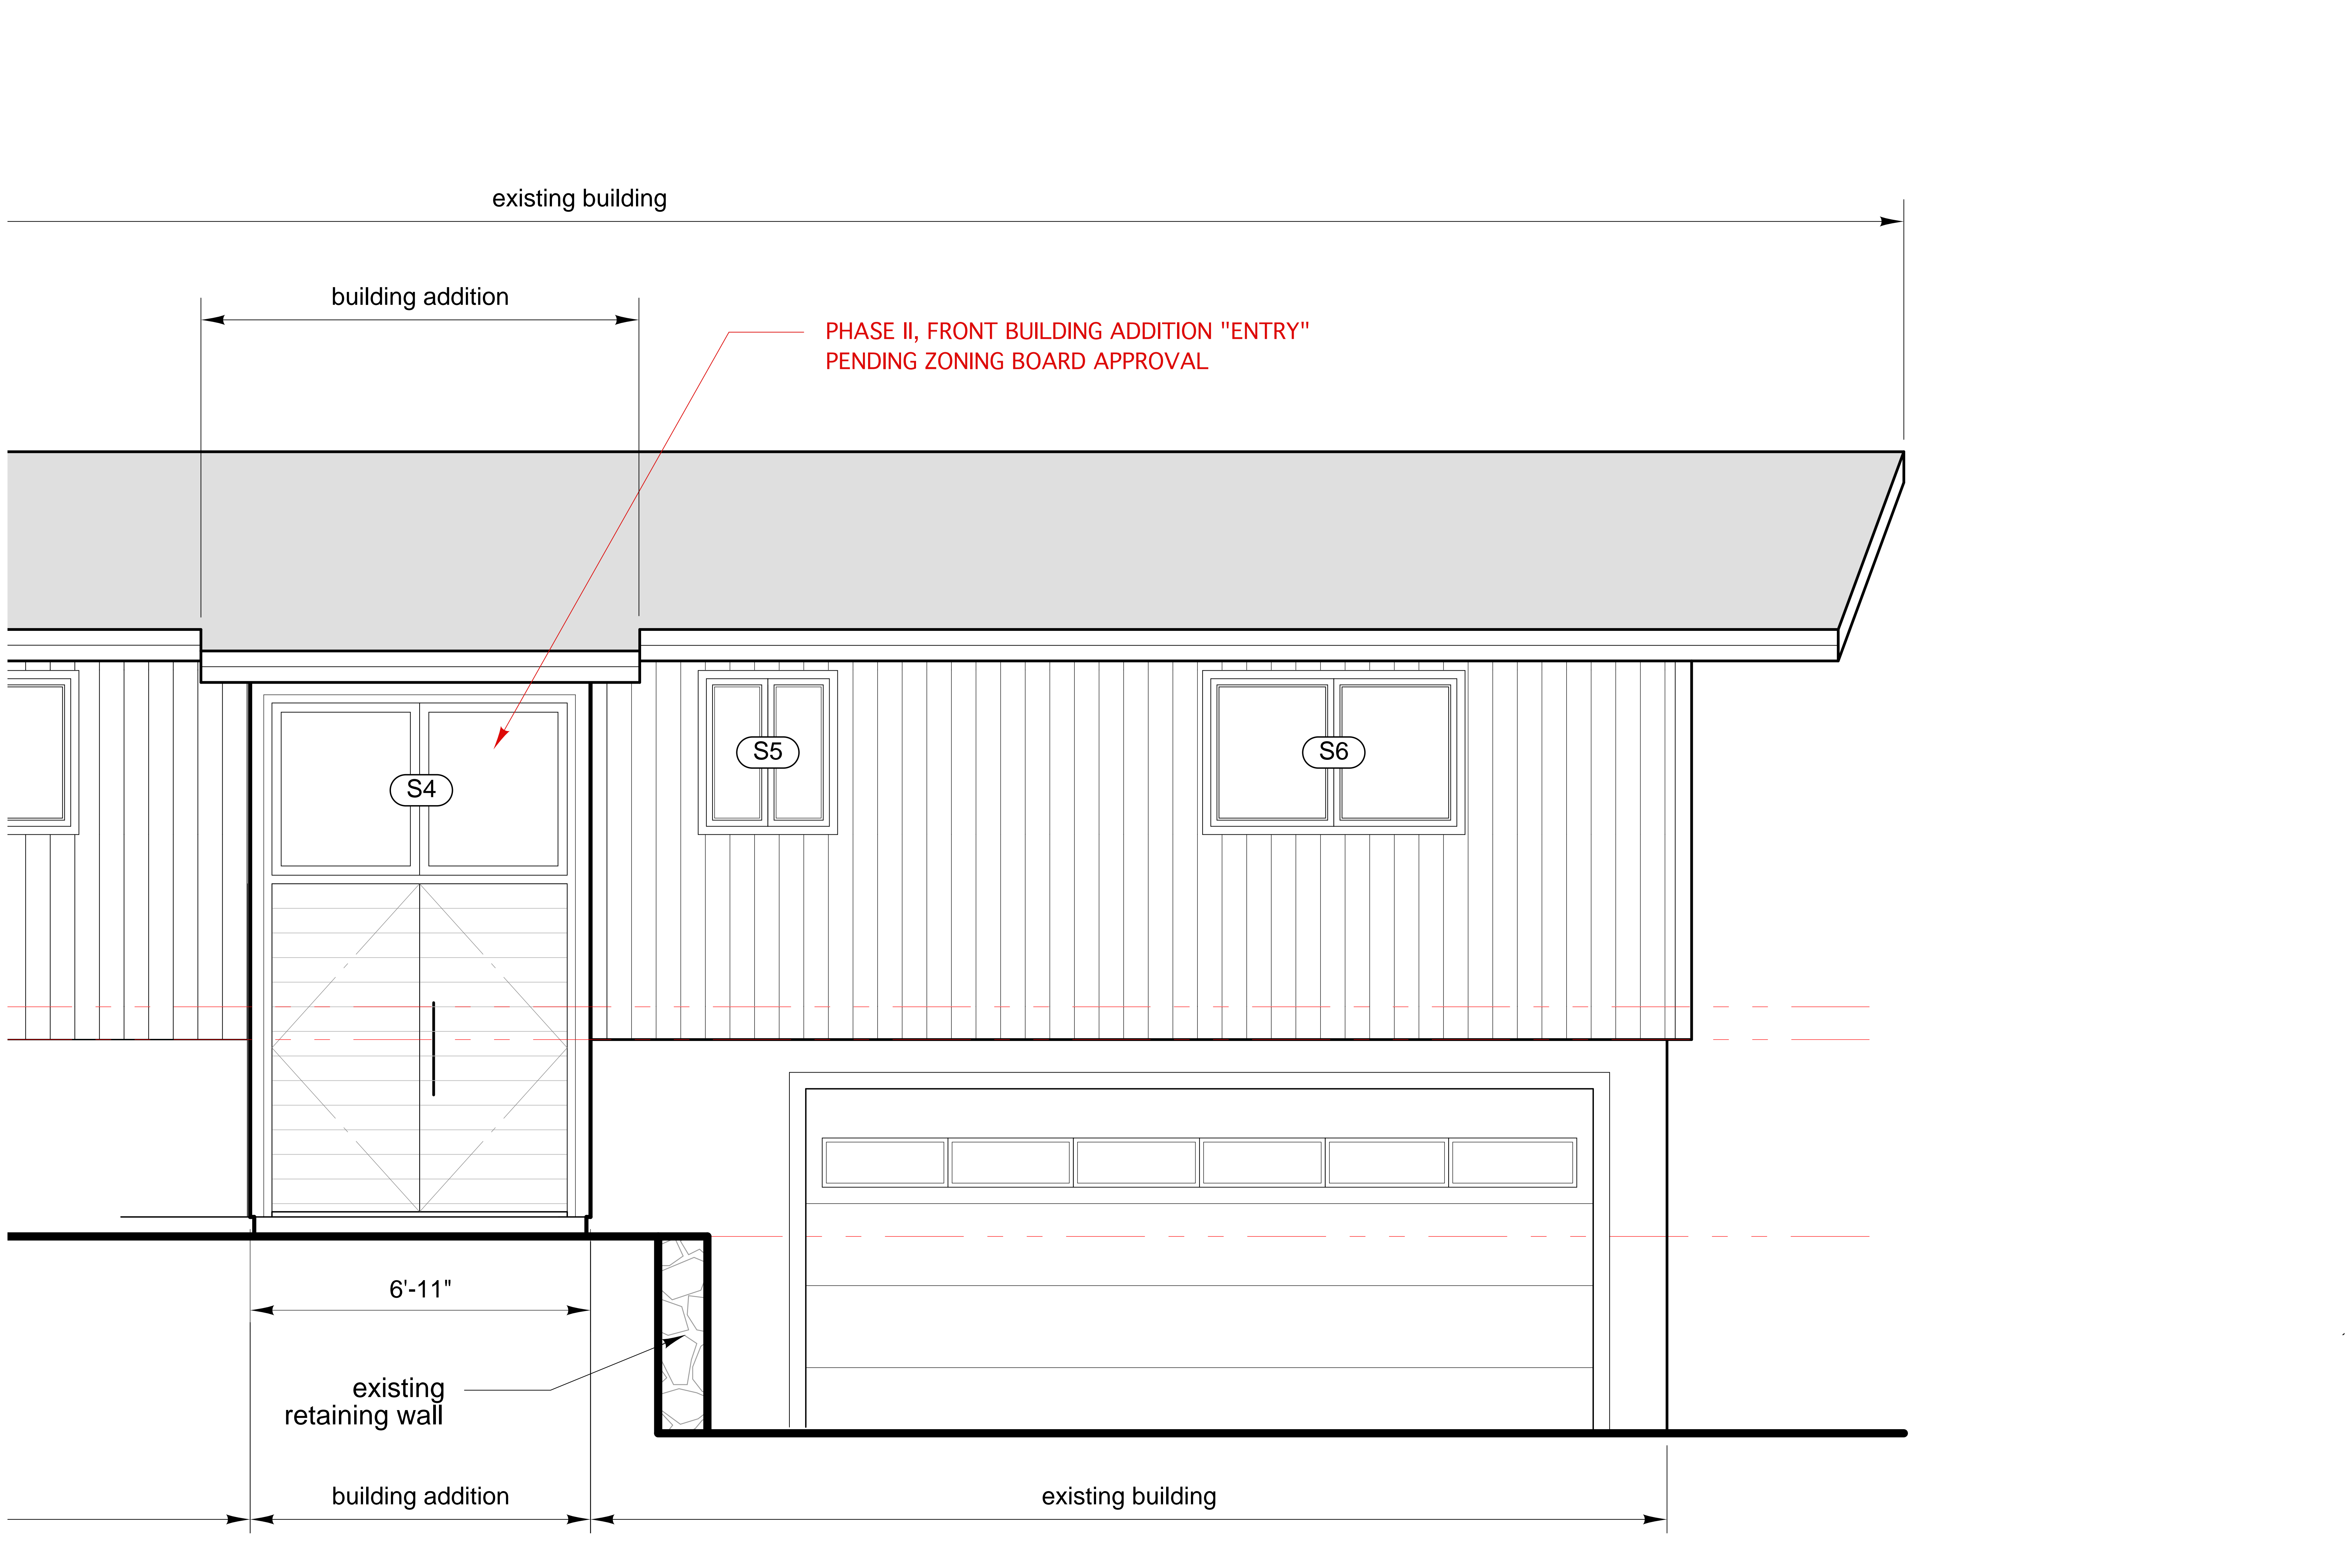 existing building
building addition
PHASE II, FRONT BUILDING ADDITION "ENTRY"
PENDING ZONING BOARD APPROVAL
S5
S6
S4
6'-11"
existing
retaining wall
building addition
existing building